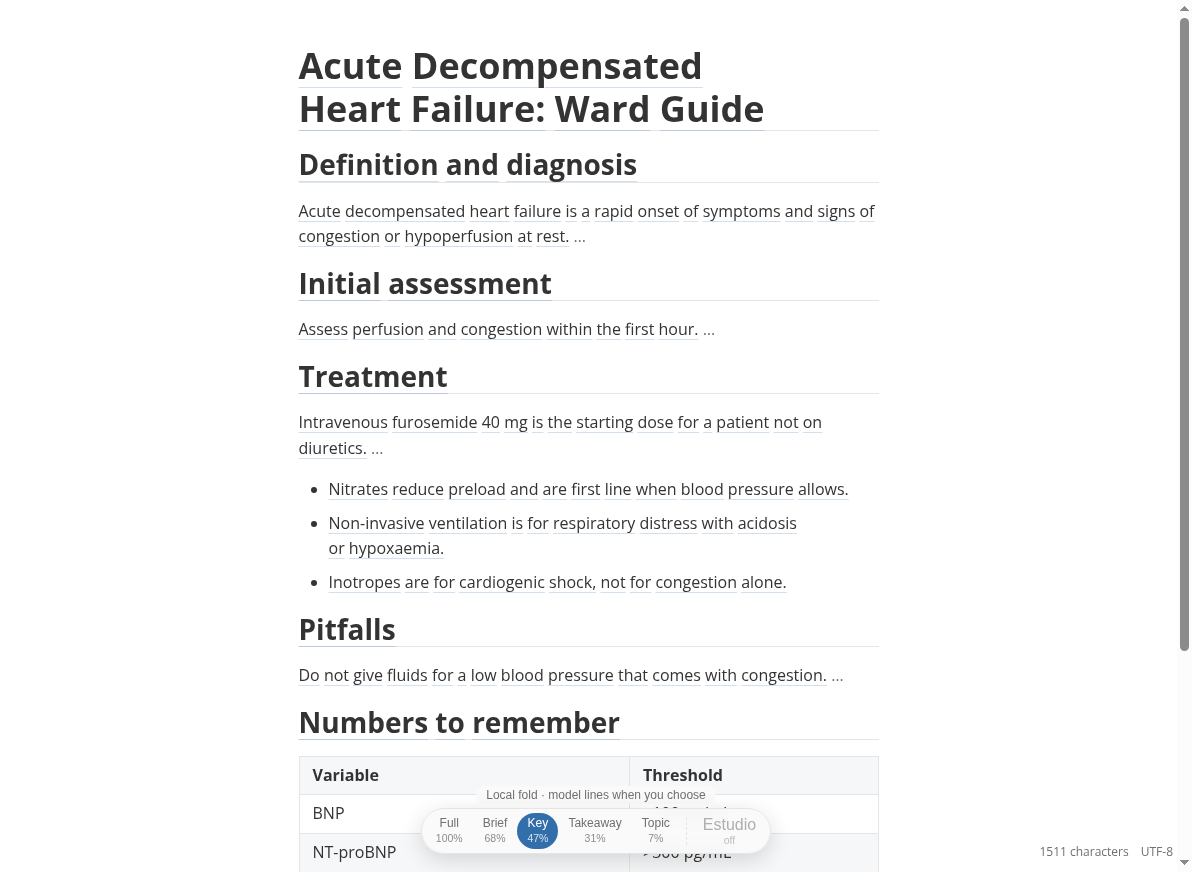 Acute Decompensated
Heart Failure: Ward Guide
Definition and diagnosis
Acute decompensated heart failure is a rapid onset of symptoms and signs of
congestion or hypoperfusion at rest. ...
Initial assessment
Assess perfusion and congestion within the first hour. ...
Treatment
Intravenous furosemide 40 mg is the starting dose for a patient not on
diuretics. ...
• Nitrates reduce preload and are first line when blood pressure allows.
• Non-invasive ventilation is for respiratory distress with acidosis
or hypoxaemia.
• Inotropes are for cardiogenic shock, not for congestion alone.
Pitfalls
Do not give fluids for a low blood pressure that comes with congestion. ...
Numbers to remember
Variable Threshold
Local fold · model lines when you choose
BNP
Full Brief Key Takeaway Topic Estudio
100% 68% 47% 31% 7% off
NT-proBNP
1511 characters UTF-8